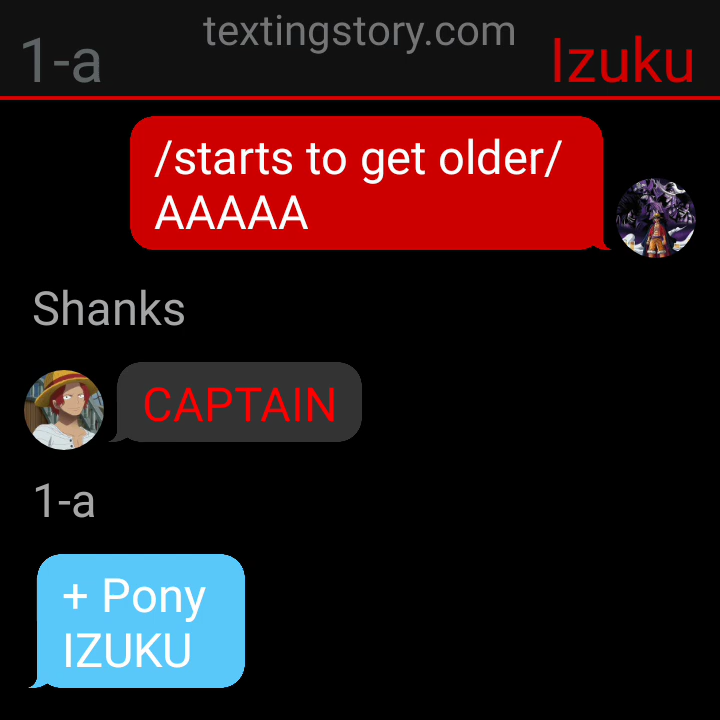 textingstory.com
1-a
Izuku
/starts to get older/
AAAAA
Shanks
CAPTAIN
1-a
+ Pony
IZUKU